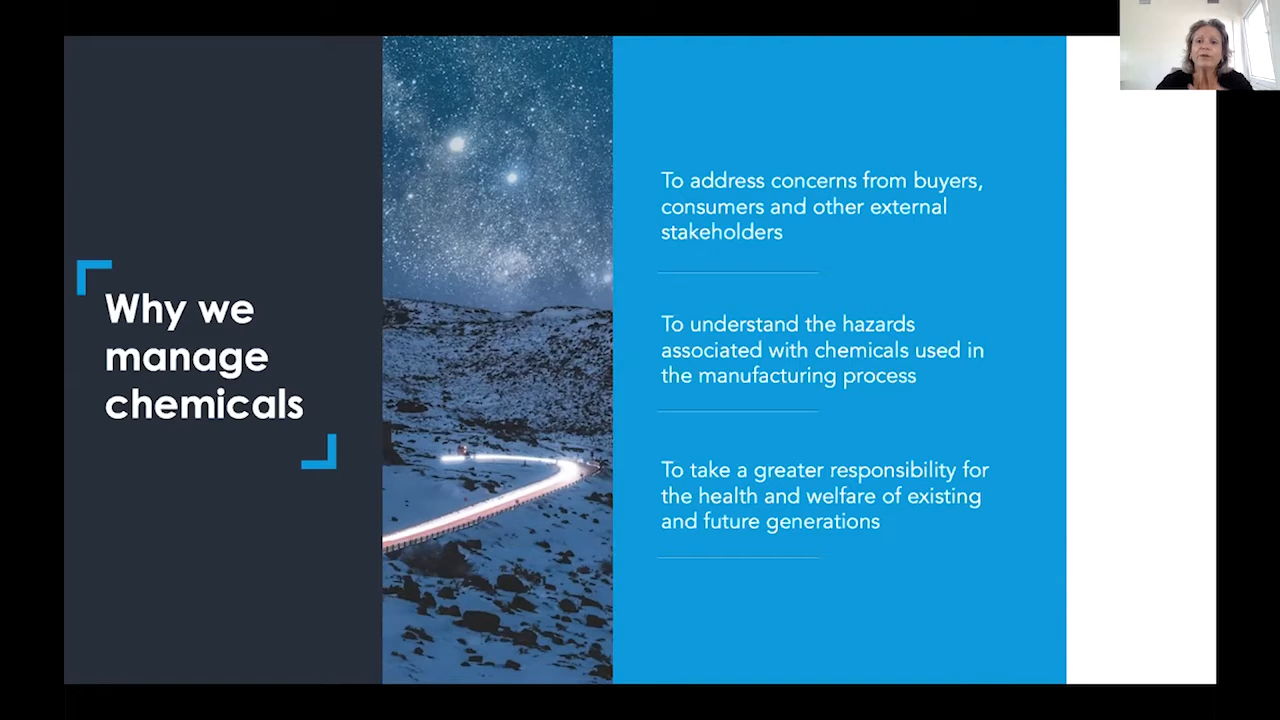 Why we
manage
chemicals
To address concerns from buyers,
consumers and other external
stakeholders
To understand the hazards
associated with chemicals used in
the manufacturing process
To take a greater responsibility for
the health and welfare of existing
and future generations